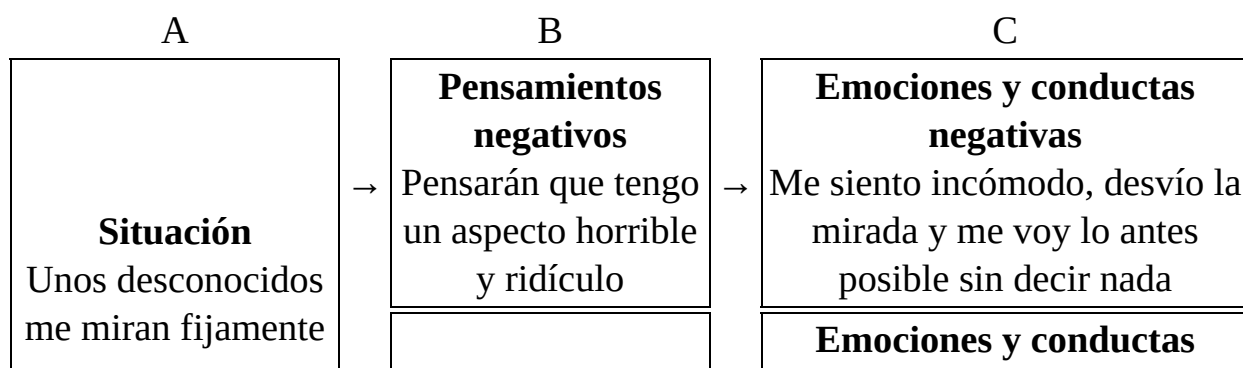 A
B
C
Situación
Unos desconocidos
me miran fijamente
→
Pensamientos
negativos
Pensarán que tengo
un aspecto horrible
y ridículo
→
Emociones y conductas
negativas
Me siento incómodo, desvío la
mirada y me voy lo antes
posible sin decir nada
Emociones y conductas